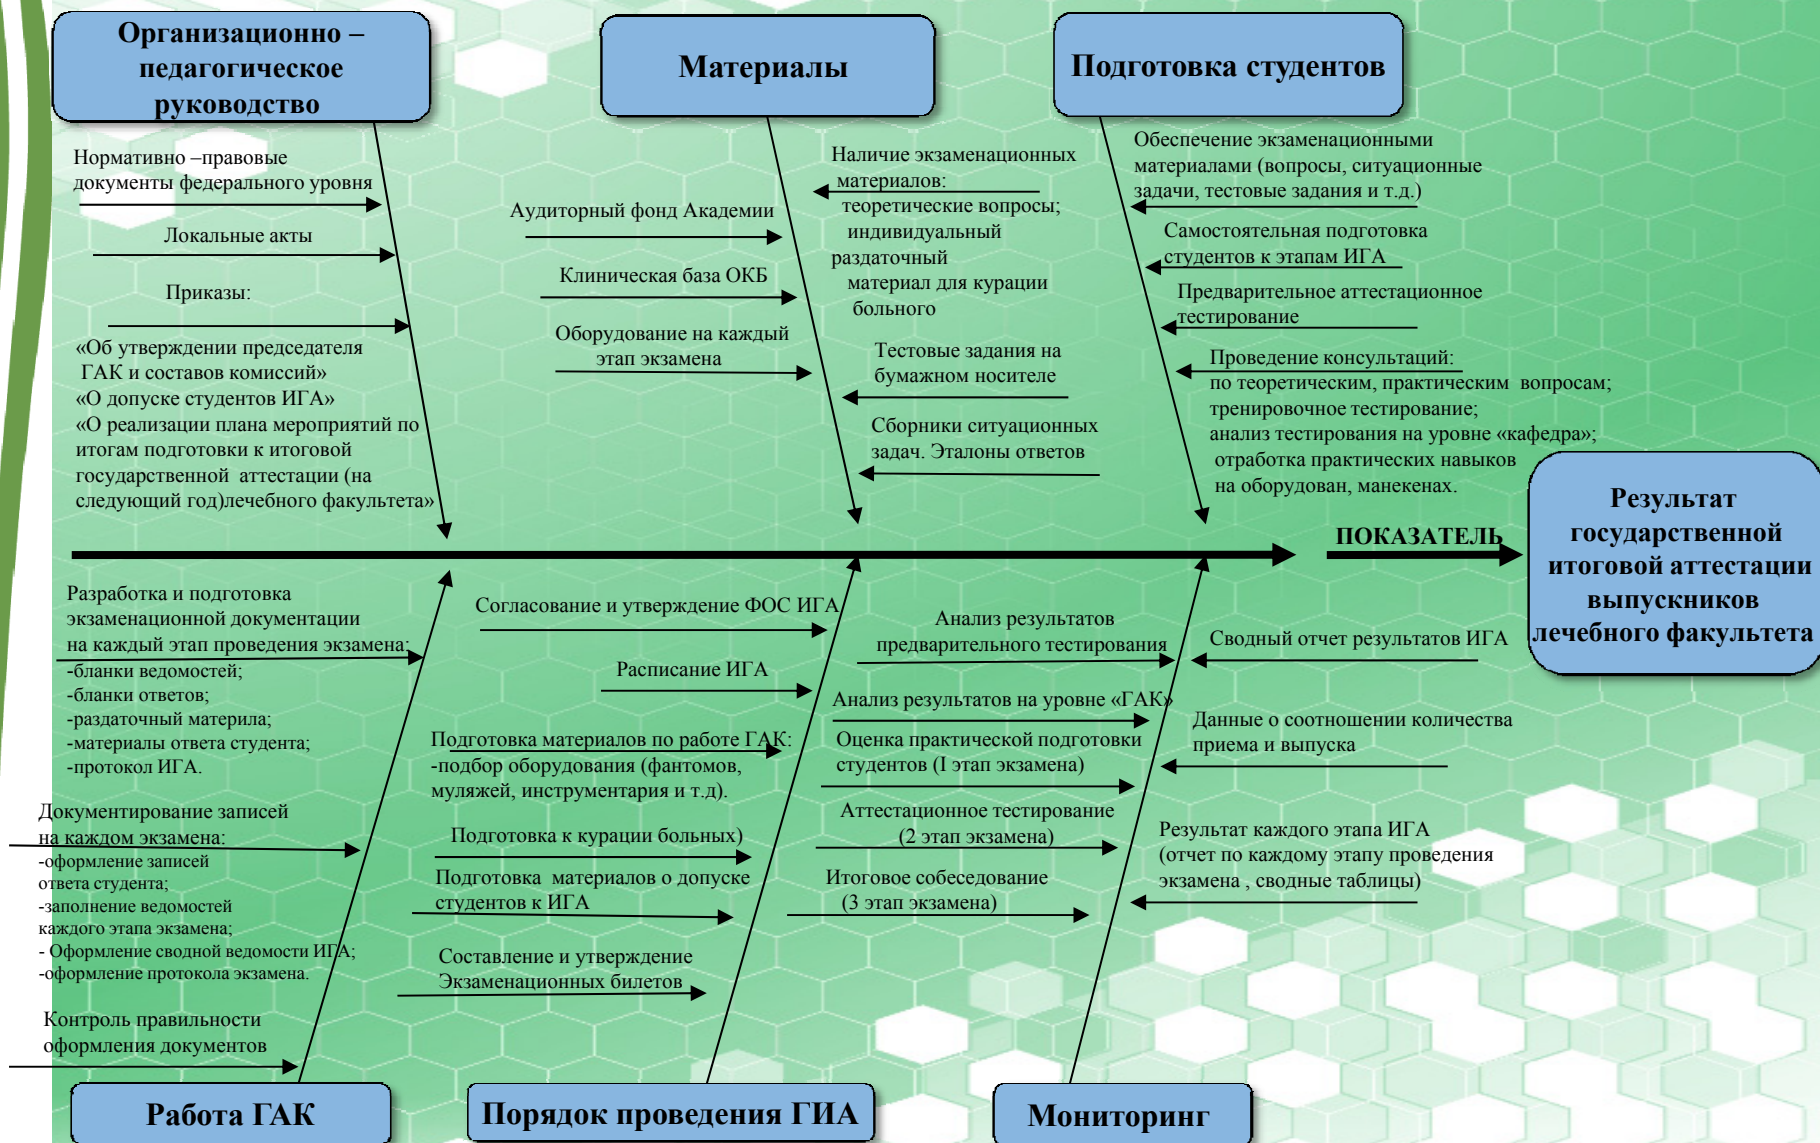 Организационно –
педагогическое
руководство
Материалы
Подготовка студентов
Нормативно –правовые
документы федерального уровня
Локальные акты
Приказы:
«Об утверждении председателя
ГАК и составов комиссий»
«О допуске студентов ИГА»
«О реализации плана мероприятий по
итогам подготовки к итоговой
государственной аттестации (на
следующий год)лечебного факультета»
Аудиторный фонд Академии
Клиническая база ОКБ
Оборудование на каждый
этап экзамена
Наличие экзаменационных
материалов:
теоретические вопросы;
индивидуальный
раздаточный
материал для курации
больного
Тестовые задания на
бумажном носителе
Сборники ситуационных
задач. Эталоны ответов
Обеспечение экзаменационными
материалами (вопросы, ситуационные
задачи, тестовые задания и т.д.)
Самостоятельная подготовка
студентов к этапам ИГА
Предварительное аттестационное
тестирование
Проведение консультаций:
по теоретическим, практическим вопросам;
тренировочное тестирование;
анализ тестирования на уровне «кафедра»;
отработка практических навыков
на оборудован, манекенах.
ПОКАЗАТЕЛЬ
Результат
государственной
итоговой аттестации
выпускников
лечебного факультета
Разработка и подготовка
экзаменационной документации
на каждый этап проведения экзамена:
-бланки ведомостей;
-бланки ответов;
-раздаточный материла;
-материалы ответа студента;
-протокол ИГА.
Документирование записей
на каждом экзамена:
-оформление записей
ответа студента;
-заполнение ведомостей
каждого этапа экзамена;
- Оформление сводной ведомости ИГА;
-оформление протокола экзамена.
Контроль правильности
оформления документов
Согласование и утверждение ФОС ИГА
Расписание ИГА
Подготовка материалов по работе ГАК:
-подбор оборудования (фантомов,
муляжей, инструментария и т.д).
Подготовка к курации больных)
Подготовка материалов о допуске
студентов к ИГА
Составление и утверждение
Экзаменационных билетов
Анализ результатов
предварительного тестирования
Анализ результатов на уровне «ГАК»
Оценка практической подготовки
студентов (I этап экзамена)
Аттестационное тестирование
(2 этап экзамена)
Итоговое собеседование
(3 этап экзамена)
Сводный отчет результатов ИГА
Данные о соотношении количества
приема и выпуска
Результат каждого этапа ИГА
(отчет по каждому этапу проведения
экзамена , сводные таблицы)
Работа ГАК
Порядок проведения ГИА
Мониторинг